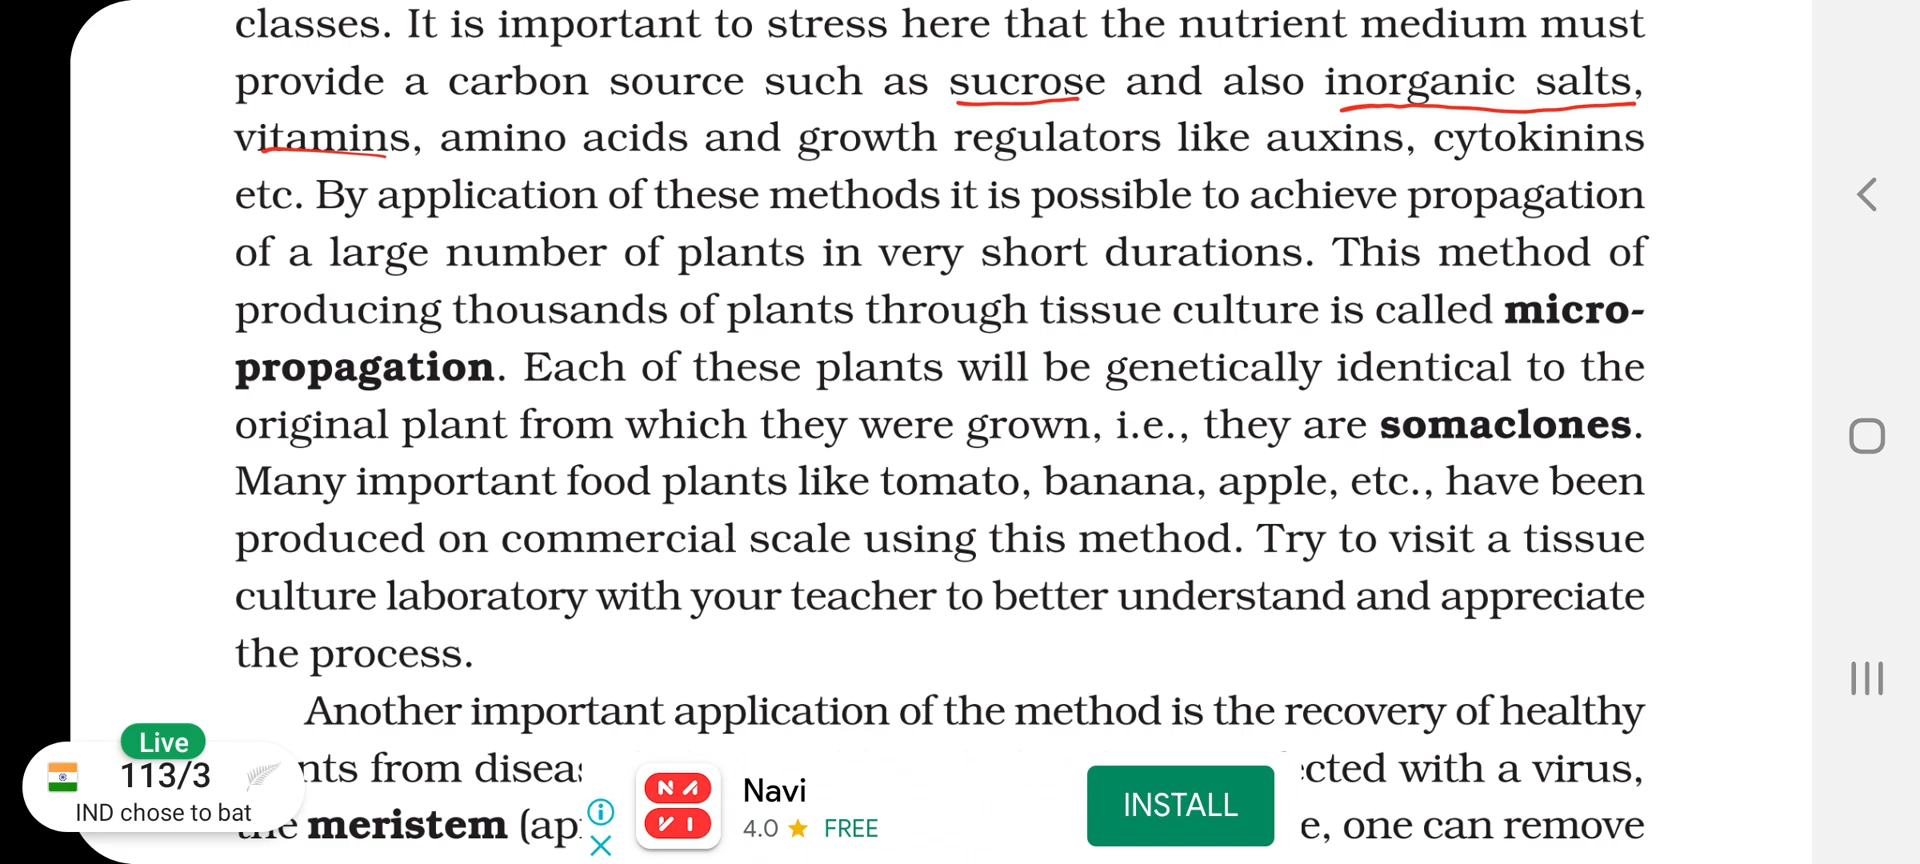 classes. It is important to stress here that the nutrient medium must
provide a carbon source such as sucrose and also inorganic salts,
vitamins, amino acids and growth regulators like auxins, cytokinins
etc. By application of these methods it is possible to achieve propagation
of a large number of plants in very short durations. This method of
producing thousands of plants through tissue culture is called micro-
propagation. Each of these plants will be genetically identical to the
original plant from which they were grown, i.e., they are somaclones.
Many important food plants like tomato, banana, apple, etc., have been
produced on commercial scale using this method. Try to visit a tissue
culture laboratory with your teacher to better understand and appreciate
the process.
Another important application of the method is the recovery of healthy
nts from diseas ected with a virus,
the meristem (ap e, one can remove
Live
113/3
IND chose to bat
NAVI
Navi
4.0 FREE
INSTALL